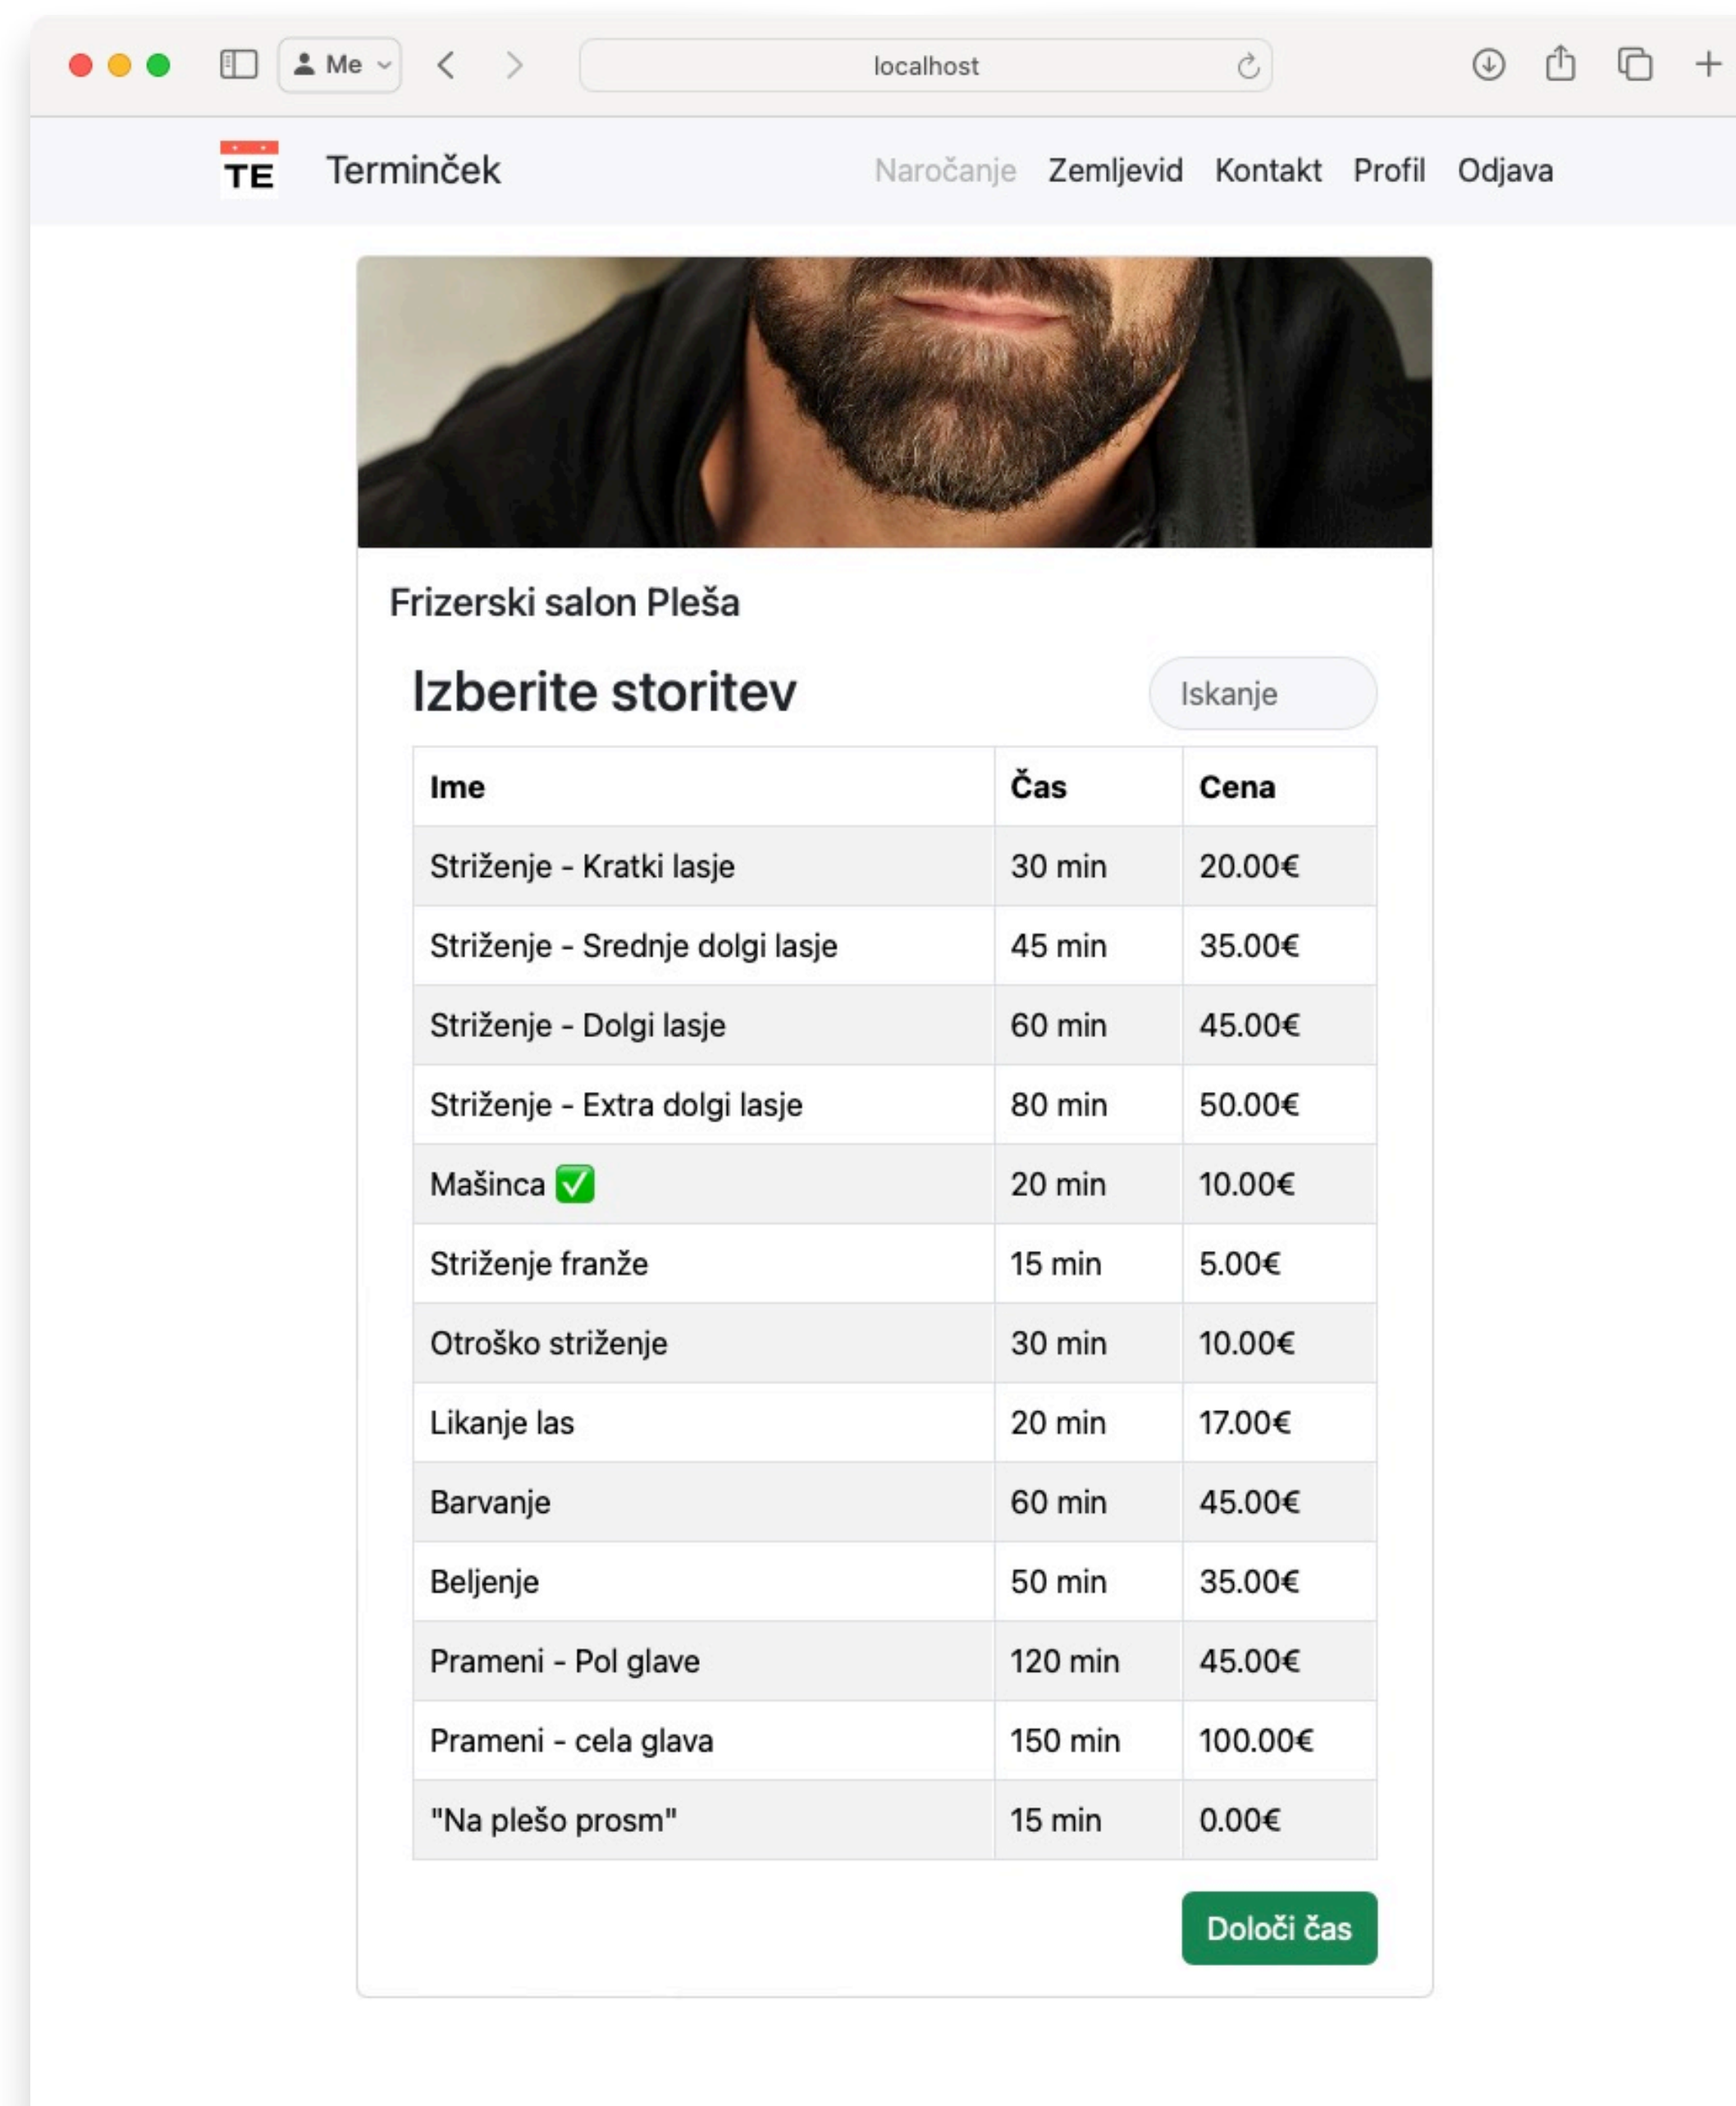 Me
localhost
TE
Terminček
Naročanje Zemljevid Kontakt Profil Odjava
Frizerski salon Pleša
Izberite storitev
Iskanje
Ime Čas Cena
Striženje - Kratki lasje 30 min 20.00€
Striženje - Srednje dolgi lasje 45 min 35.00€
Striženje - Dolgi lasje 60 min 45.00€
Striženje - Extra dolgi lasje 80 min 50.00€
Mašinca ✅ 20 min 10.00€
Striženje franže 15 min 5.00€
Otroško striženje 30 min 10.00€
Likanje las 20 min 17.00€
Barvanje 60 min 45.00€
Beljenje 50 min 35.00€
Prameni - Pol glave 120 min 45.00€
Prameni - cela glava 150 min 100.00€
"Na plešo prosm" 15 min 0.00€
Določi čas